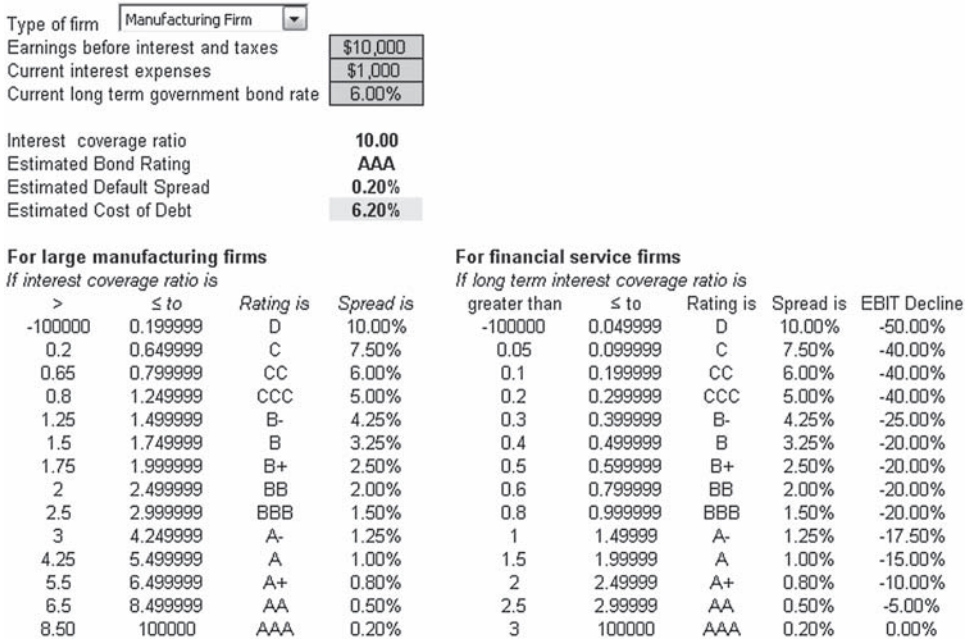 Type of firm Manufacturing Firm
Earnings before interest and taxes $10,000
Current interest expenses $1,000
Current long term government bond rate 6.00%
Interest coverage ratio 10.00
Estimated Bond Rating AAA
Estimated Default Spread 0.20%
Estimated Cost of Debt 6.20%
For large manufacturing firms For financial service firms
If interest coverage ratio is If long term interest coverage ratio is
> ≤ to Rating is Spread is greater than ≤ to Rating is Spread is EBIT Decline
-100000 0.199999 D 10.00% -100000 0.049999 D 10.00% -50.00%
0.2 0.649999 C 7.50% 0.05 0.099999 C 7.50% -40.00%
0.65 0.799999 CC 6.00% 0.1 0.199999 CC 6.00% -40.00%
0.8 1.249999 CCC 5.00% 0.2 0.299999 CCC 5.00% -40.00%
1.25 1.499999 B- 4.25% 0.3 0.399999 B- 4.25% -25.00%
1.5 1.749999 B 3.25% 0.4 0.499999 B 3.25% -20.00%
1.75 1.999999 B+ 2.50% 0.5 0.599999 B+ 2.50% -20.00%
2 2.499999 BB 2.00% 0.6 0.799999 BB 2.00% -20.00%
2.5 2.999999 BBB 1.50% 0.8 0.999999 BBB 1.50% -20.00%
3 4.249999 A- 1.25% 1 1.49999 A- 1.25% -17.50%
4.25 5.499999 A 1.00% 1.5 1.99999 A 1.00% -15.00%
5.5 6.499999 A+ 0.80% 2 2.49999 A+ 0.80% -10.00%
6.5 8.499999 AA 0.50% 2.5 2.99999 AA 0.50% -5.00%
8.50 100000 AAA 0.20% 3 100000 AAA 0.20% 0.00%